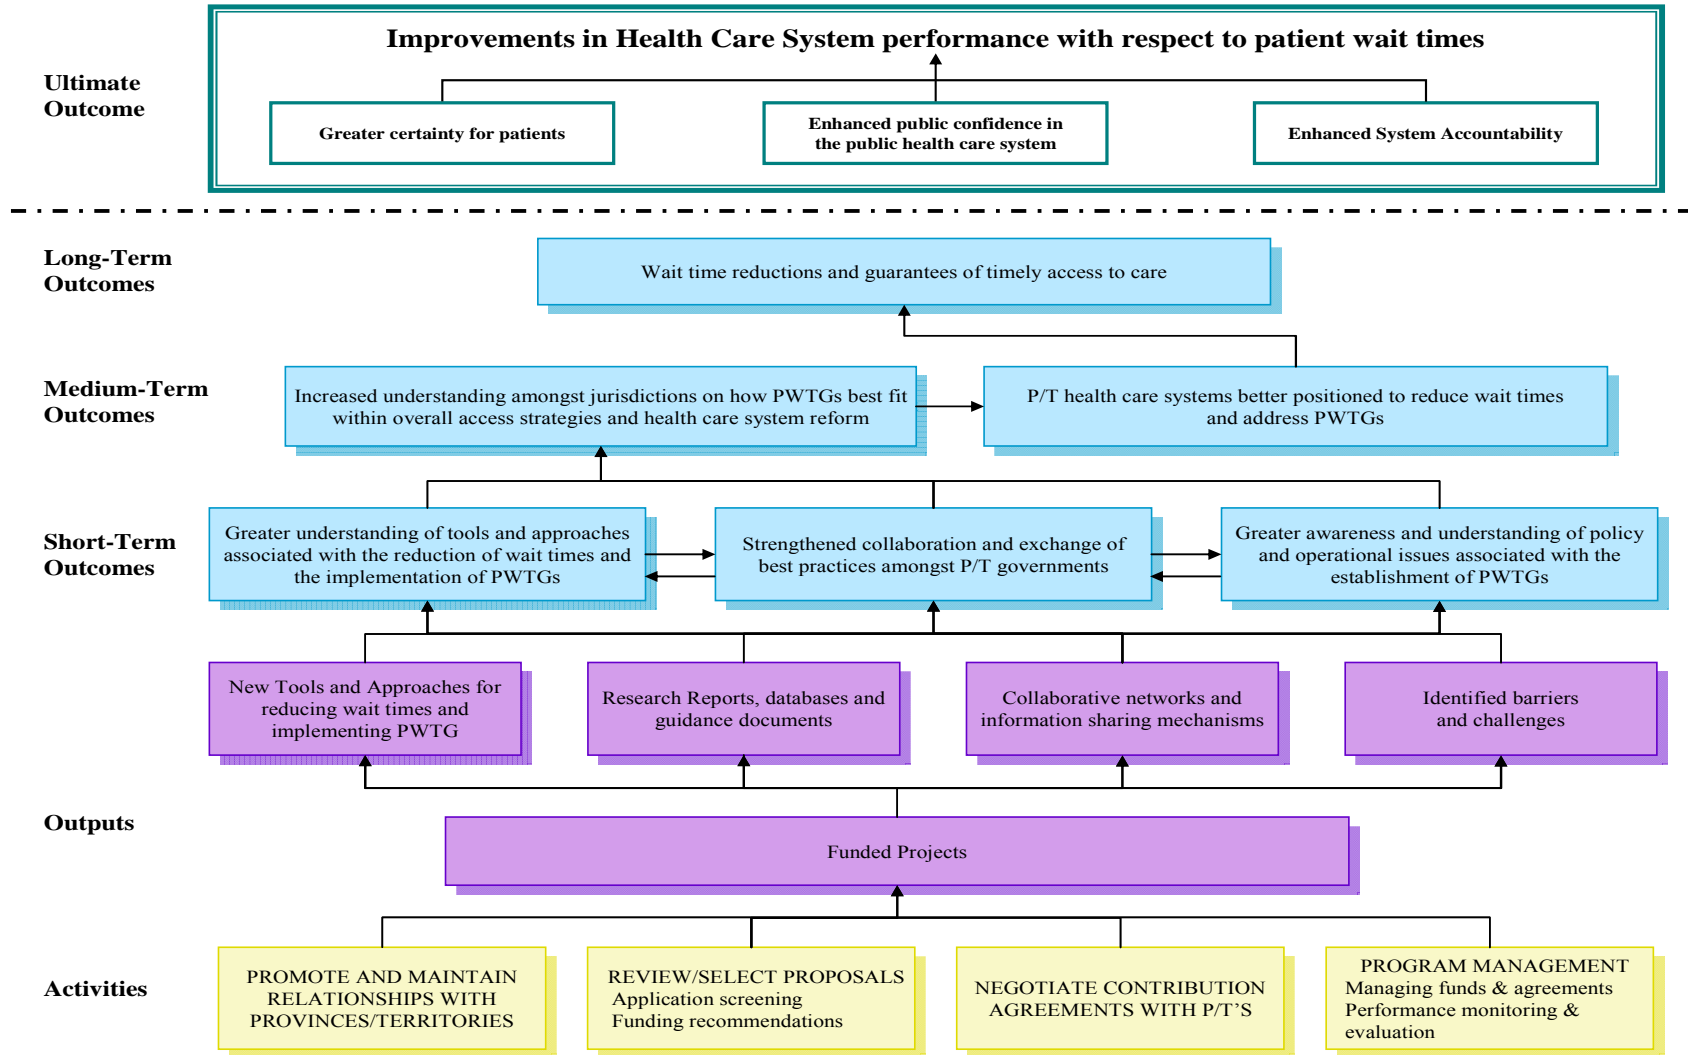 Improvements in Health Care System performance with respect to patient wait times
Ultimate
Outcome
Greater certainty for patients
Enhanced public confidence in
the public health care system
Enhanced System Accountability
Long-Term
Outcomes
Wait time reductions and guarantees of timely access to care
Medium-Term
Outcomes
Increased understanding amongst jurisdictions on how PWTGs best fit
within overall access strategies and health care system reform
P/T health care systems better positioned to reduce wait times
and address PWTGs
Short-Term
Outcomes
Greater understanding of tools and approaches
associated with the reduction of wait times and
the implementation of PWTGs
Strengthened collaboration and exchange of
best practices amongst P/T governments
Greater awareness and understanding of policy
and operational issues associated with the
establishment of PWTGs
New Tools and Approaches for
reducing wait times and
implementing PWTG
Research Reports, databases and
guidance documents
Collaborative networks and
information sharing mechanisms
Identified barriers
and challenges
Outputs
Funded Projects
Activities
PROMOTE AND MAINTAIN
RELATIONSHIPS WITH
PROVINCES/TERRITORIES
REVIEW/SELECT PROPOSALS
Application screening
Funding recommendations
NEGOTIATE CONTRIBUTION
AGREEMENTS WITH P/T'S
PROGRAM MANAGEMENT
Managing funds & agreements
Performance monitoring &
evaluation